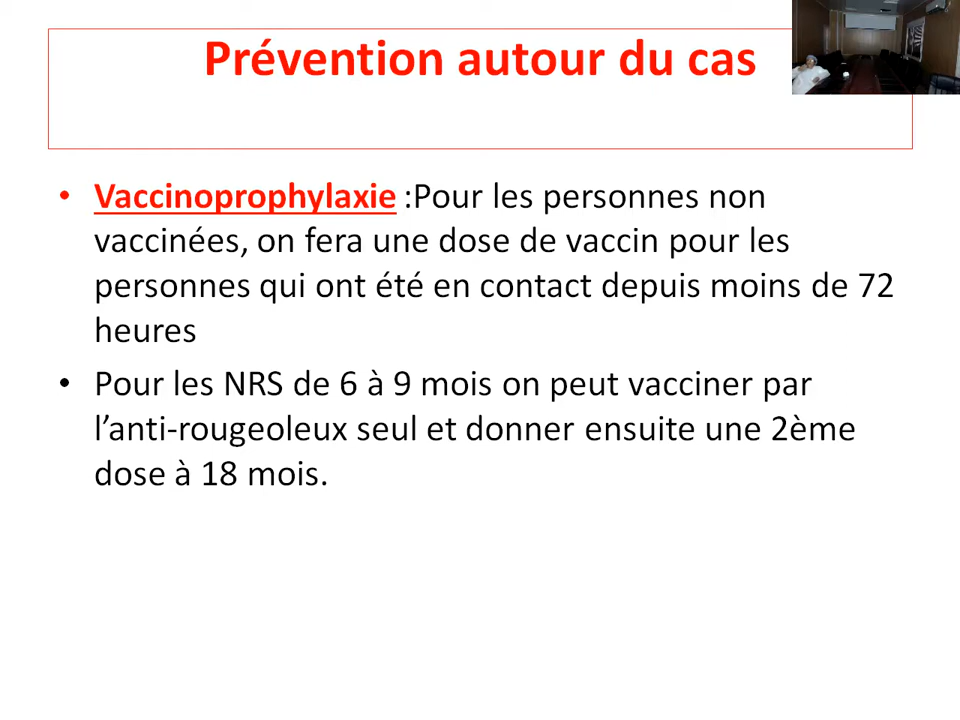 Prévention autour du cas
• Vaccinoprophylaxie :Pour les personnes non
vaccinées, on fera une dose de vaccin pour les
personnes qui ont été en contact depuis moins de 72
heures
• Pour les NRS de 6 à 9 mois on peut vacciner par
l’anti-rougeoleux seul et donner ensuite une 2ème
dose à 18 mois.